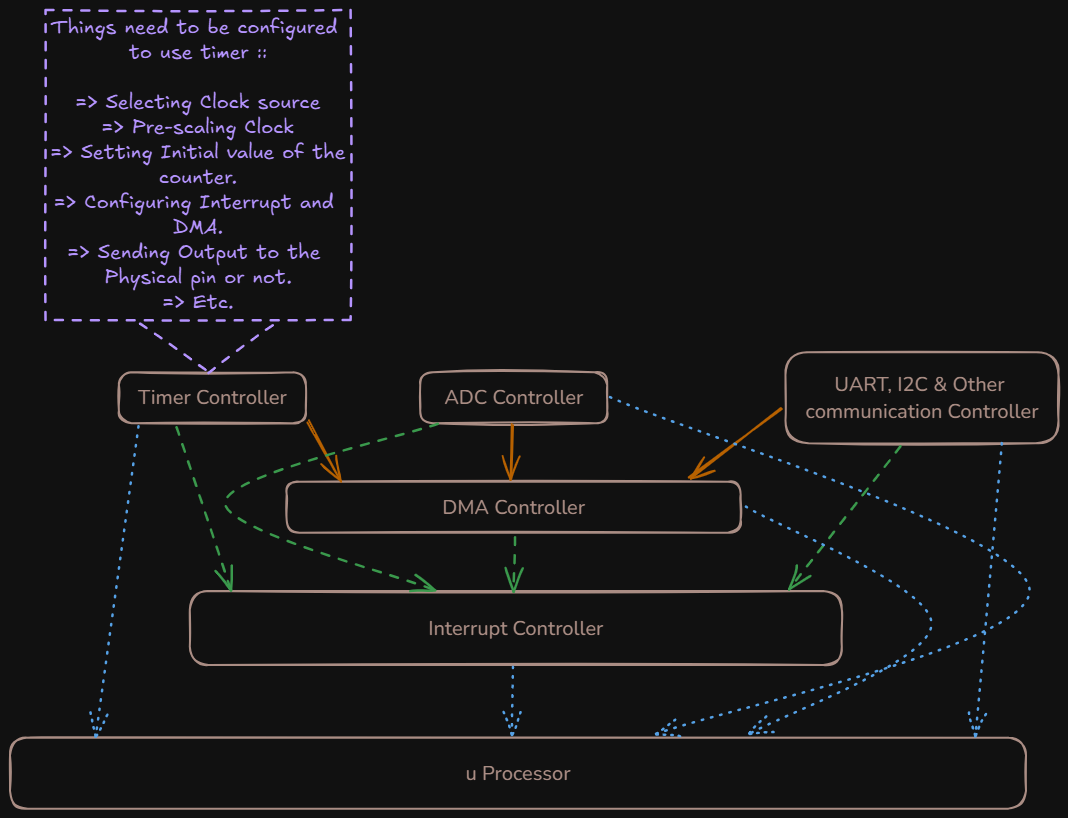 Things need to be configured
to use timer ::
=> Selecting Clock source
=> Pre-scaling Clock
=> Setting Initial value of the
counter.
=> Configuring Interrupt and
DMA.
=> Sending Output to the
Physical pin or not.
=> Etc.
Timer Controller
ADC Controller
UART, I2C & Other
communication Controller
DMA Controller
Interrupt Controller
u Processor